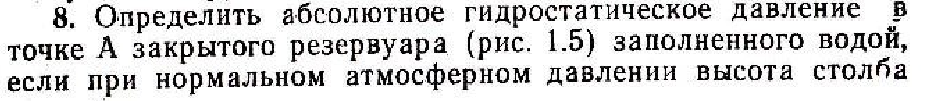 8. Определить абсолютное гидростатическое давление в
точке А закрытого резервуара (рис. 1.5) заполненного водой,
если при нормальном атмосферном давлении высота столба